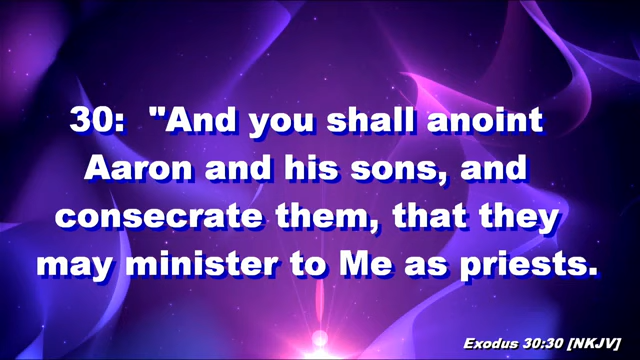 30:  "And you shall anoint
Aaron and his sons, and
consecrate them, that they
may minister to Me as priests.
Exodus 30:30 [NKJV]